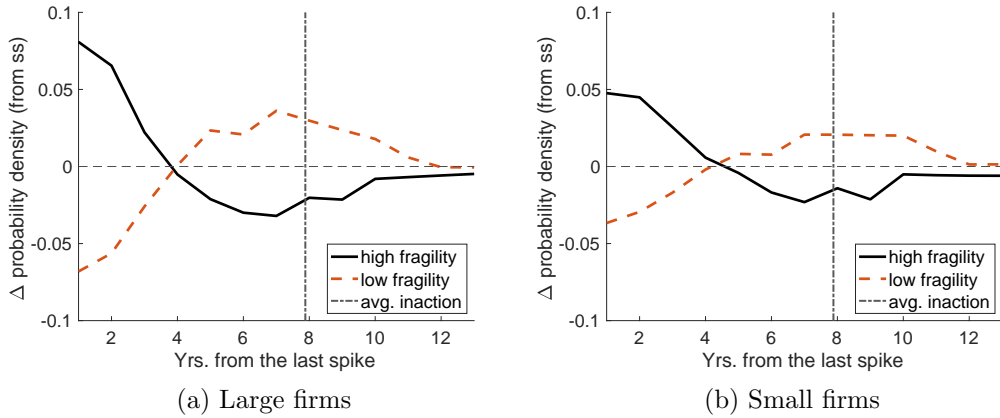 0.1
0.05
0
-0.05
-0.1
Δ probability density (from ss)
high fragility
low fragility
avg. inaction
2 4 6 8 10 12
Yrs. from the last spike
(a) Large firms
0.1
0.05
0
-0.05
-0.1
Δ probability density (from ss)
high fragility
low fragility
avg. inaction
2 4 6 8 10 12
Yrs. from the last spike
(b) Small firms